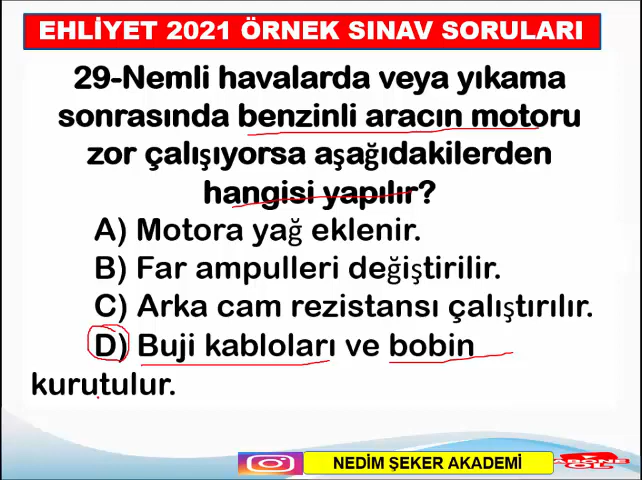 EHLİYET 2021 ÖRNEK SINAV SORULARI
29-Nemli havalarda veya yıkama
sonrasında benzinli aracın motoru
zor çalışıyorsa aşağıdakilerden
hangisi yapılır?
A) Motora yağ eklenir.
B) Far ampulleri değiştirilir.
C) Arka cam rezistansı çalıştırılır.
D) Buji kabloları ve bobin
kurutulur.
NEDİM ŞEKER AKADEMİ
ABONE
OL